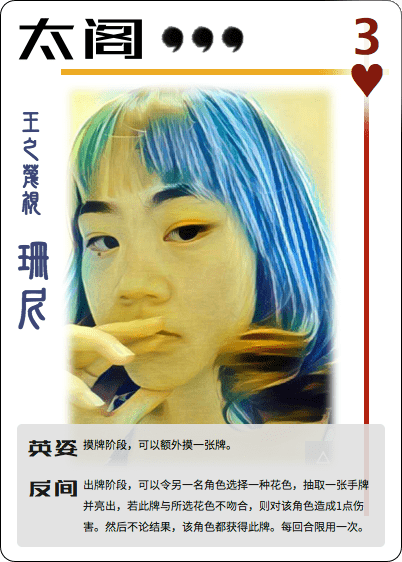 太阁
3
王之蔑視
珊尼
英姿 摸牌阶段，可以额外摸一张牌。
反间 出牌阶段，可以令另一名角色选择一种花色，抽取一张手牌
并亮出，若此牌与所选花色不吻合，则对该角色造成1点伤
害。然后不论结果，该角色都获得此牌。每回合限用一次。